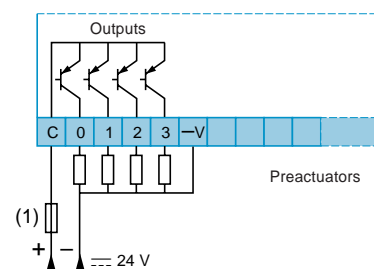 Outputs
C 0 1 2 3 –V
Preactuators
(1)
+ – 24 V